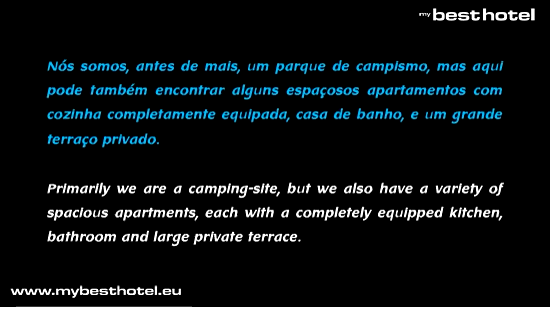 my besthotel
Nós somos, antes de mais, um parque de campismo, mas aqui
pode também encontrar alguns espaçosos apartamentos com
cozinha completamente equipada, casa de banho, e um grande
terraço privado.
Primarily we are a camping-site, but we also have a variety of
spacious apartments, each with a completely equipped kitchen,
bathroom and large private terrace.
www.mybesthotel.eu